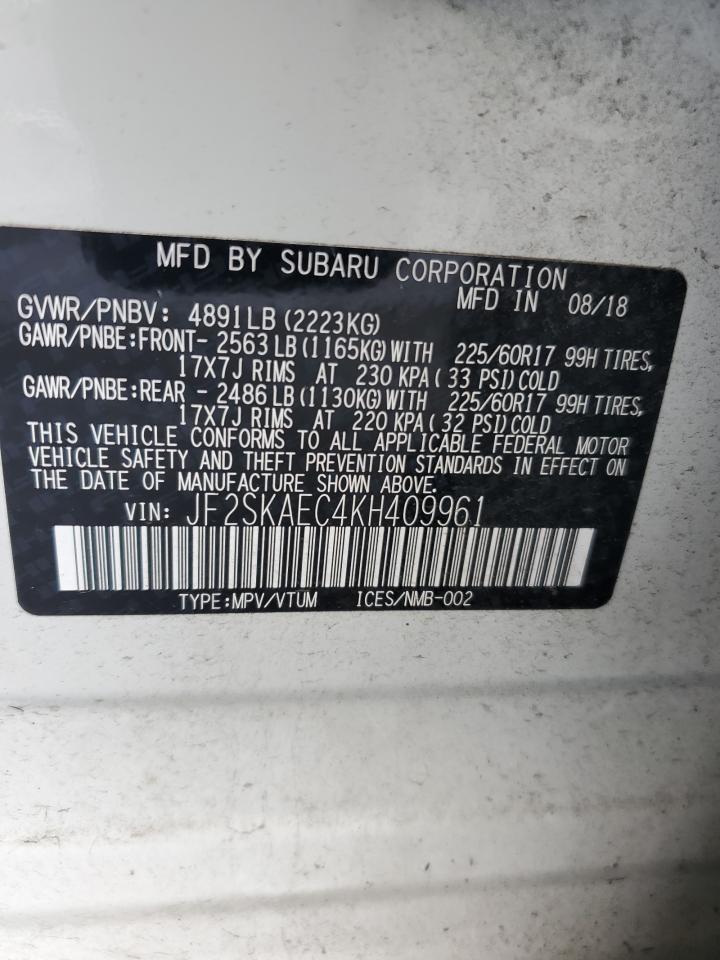 MFD BY SUBARU CORPORATION
MFD IN 08/18
GVWR/PNBV: 4891LB (2223KG)
GAWR/PNBE:FRONT- 2563 LB (1165KG) WITH 225/60R17 99H TIRES,
17X7J RIMS AT 230 KPA ( 33 PSI) COLD
GAWR/PNBE:REAR - 2486 LB (1130KG) WITH 225/60R17 99H TIRES,
17X7J RIMS AT 220 KPA ( 32 PSI) COLD
THIS VEHICLE CONFORMS TO ALL APPLICABLE FEDERAL MOTOR
VEHICLE SAFETY AND THEFT PREVENTION STANDARDS IN EFFECT ON
THE DATE OF MANUFACTURE SHOWN ABOVE.
VIN: JF2SKAEC4KH409961
TYPE:MPV/VTUM ICES/NMB-002